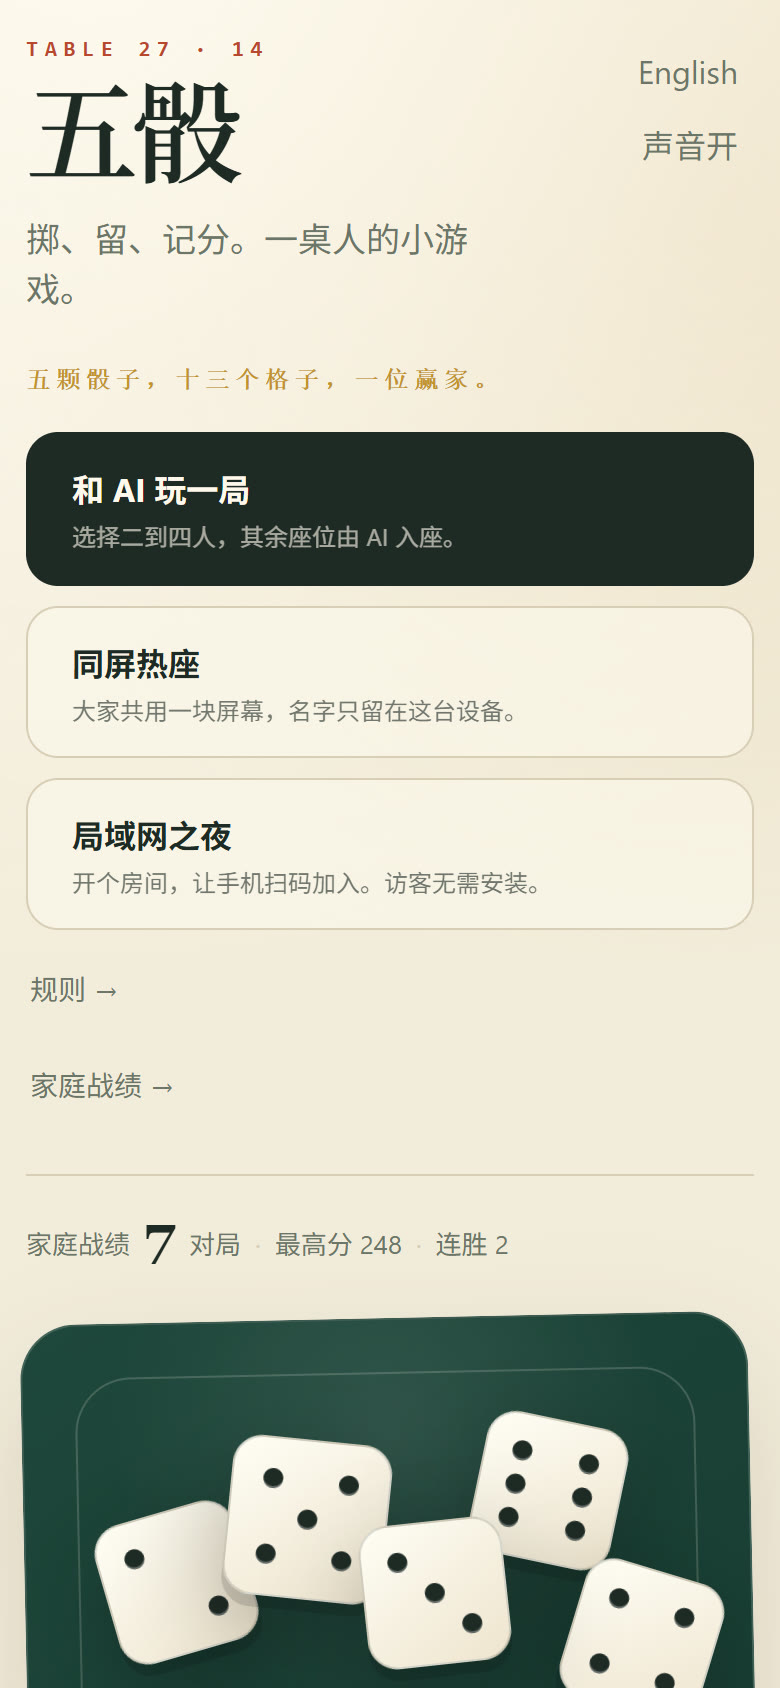 TABLE 27 · 14
五骰
English
声音开
掷、留、记分。一桌人的小游
戏。
五颗骰子，十三个格子，一位赢家。
和 AI 玩一局
选择二到四人，其余座位由 AI 入座。
同屏热座
大家共用一块屏幕，名字只留在这台设备。
局域网之夜
开个房间，让手机扫码加入。访客无需安装。
规则 →
家庭战绩 →
家庭战绩 7 对局 · 最高分 248 · 连胜 2